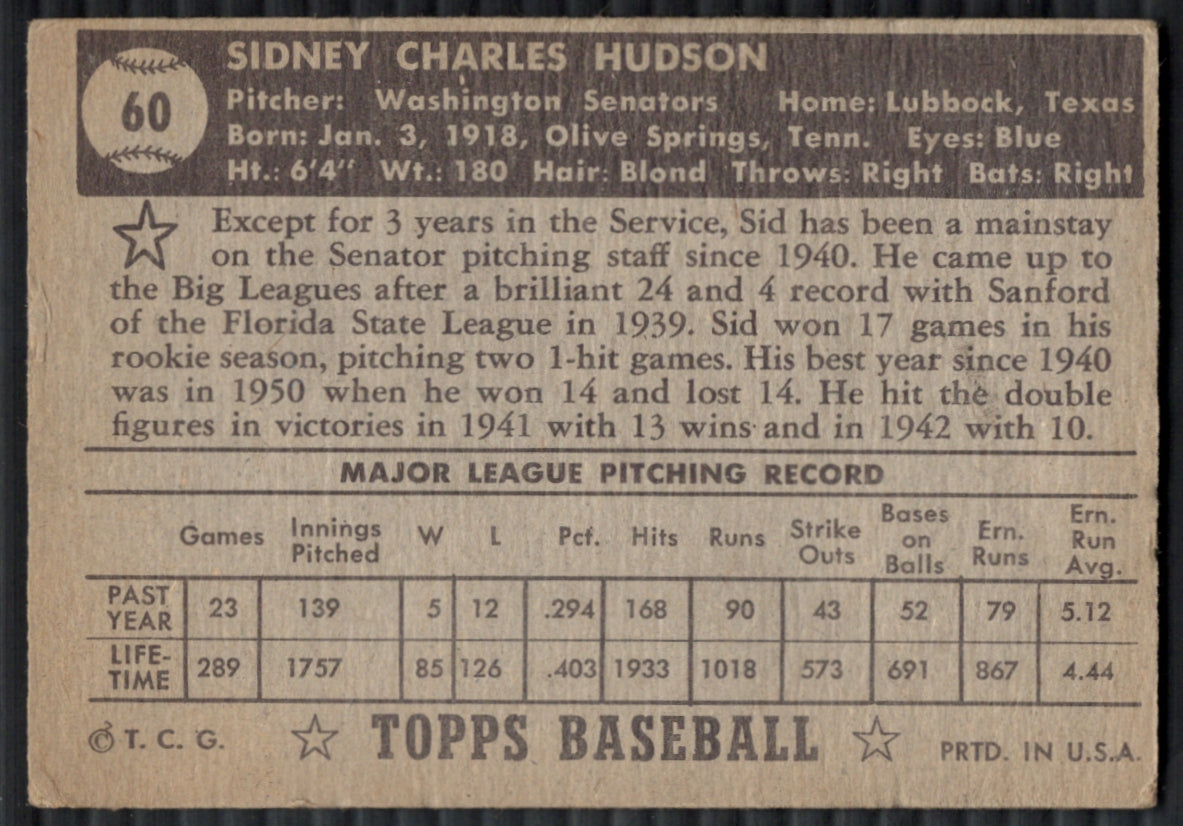 60
SIDNEY CHARLES HUDSON
Pitcher: Washington Senators Home: Lubbock, Texas
Born: Jan. 3, 1918, Olive Springs, Tenn. Eyes: Blue
Ht.: 6'4" Wt.: 180 Hair: Blond Throws: Right Bats: Right
Except for 3 years in the Service, Sid has been a mainstay
on the Senator pitching staff since 1940. He came up to
the Big Leagues after a brilliant 24 and 4 record with Sanford
of the Florida State League in 1939. Sid won 17 games in his
rookie season, pitching two 1-hit games. His best year since 1940
was in 1950 when he won 14 and lost 14. He hit the double
figures in victories in 1941 with 13 wins and in 1942 with 10.
MAJOR LEAGUE PITCHING RECORD
Games Innings Pitched W L Pct. Hits Runs Strike Outs Bases on Balls Ern. Runs Ern. Run Avg.
PAST YEAR 23 139 5 12 .294 168 90 43 52 79 5.12
LIFE-TIME 289 1757 85 126 .403 1933 1018 573 691 867 4.44
© T. C. G. TOPPS BASEBALL PRTD. IN U.S.A.